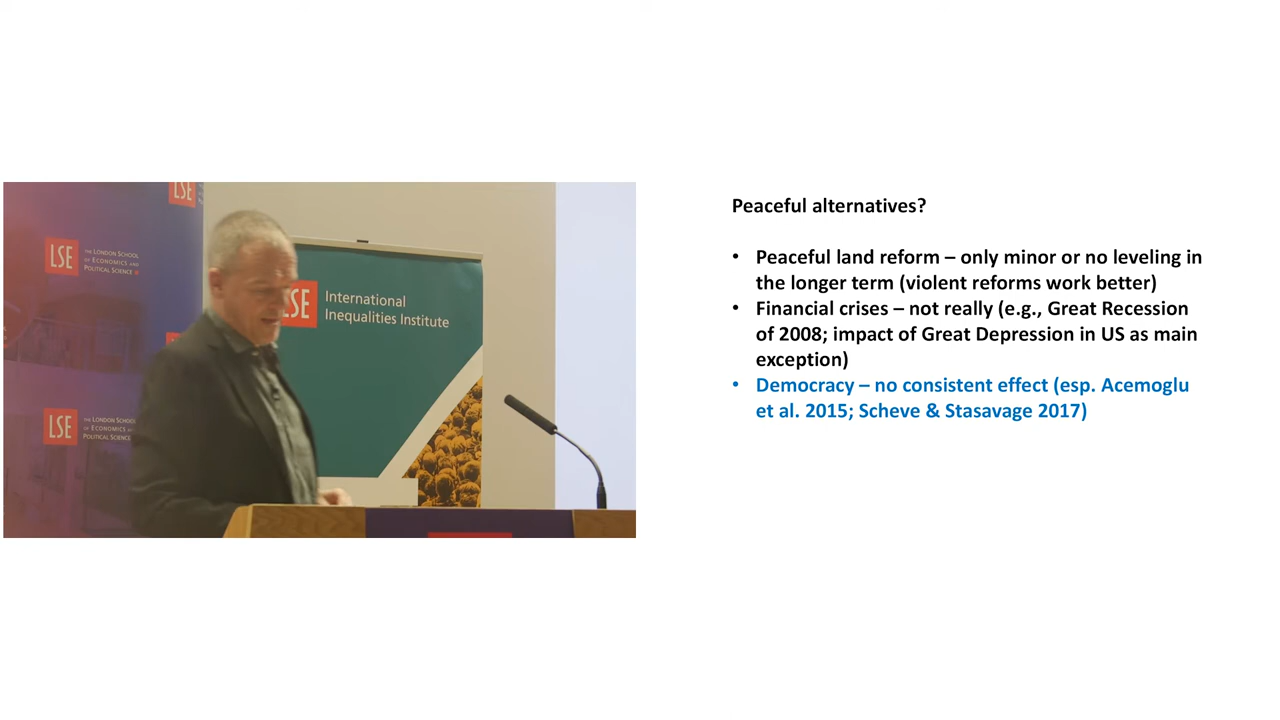 LSE
LSE
THE LONDON SCHOOL
OF ECONOMICS AND
POLITICAL SCIENCE
LSE
International
Inequalities Institute
LSE
THE LONDON SCHOOL
OF ECONOMICS
POLITICAL SCIENCE
Peaceful alternatives?
• Peaceful land reform – only minor or no leveling in
the longer term (violent reforms work better)
• Financial crises – not really (e.g., Great Recession
of 2008; impact of Great Depression in US as main
exception)
• Democracy – no consistent effect (esp. Acemoglu
et al. 2015; Scheve & Stasavage 2017)